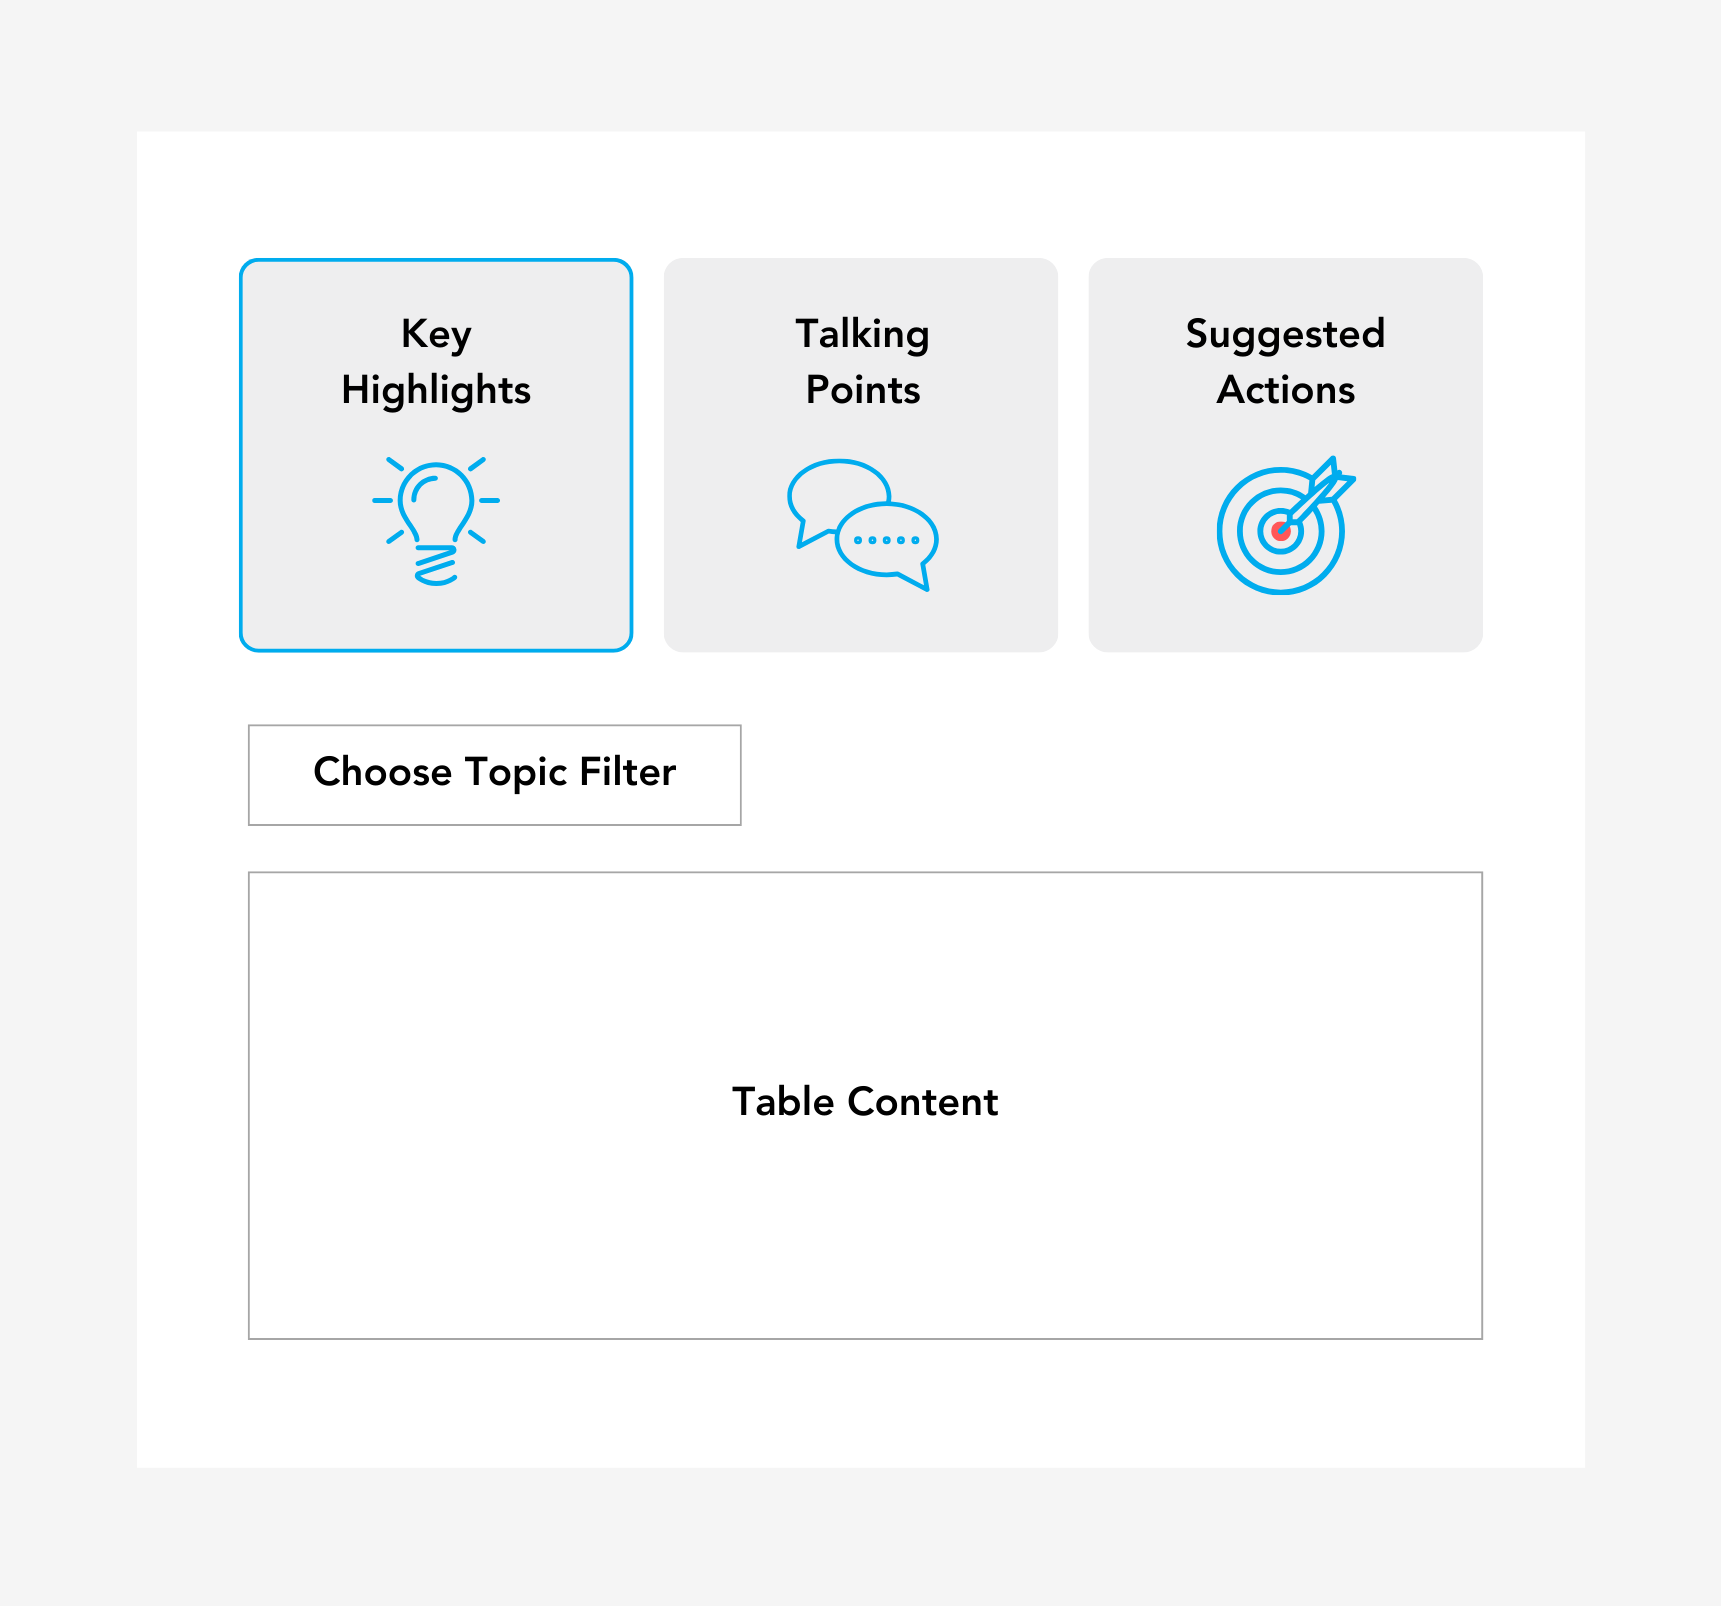 Key
Highlights
Talking
Points
Suggested
Actions
Choose Topic Filter
Table Content